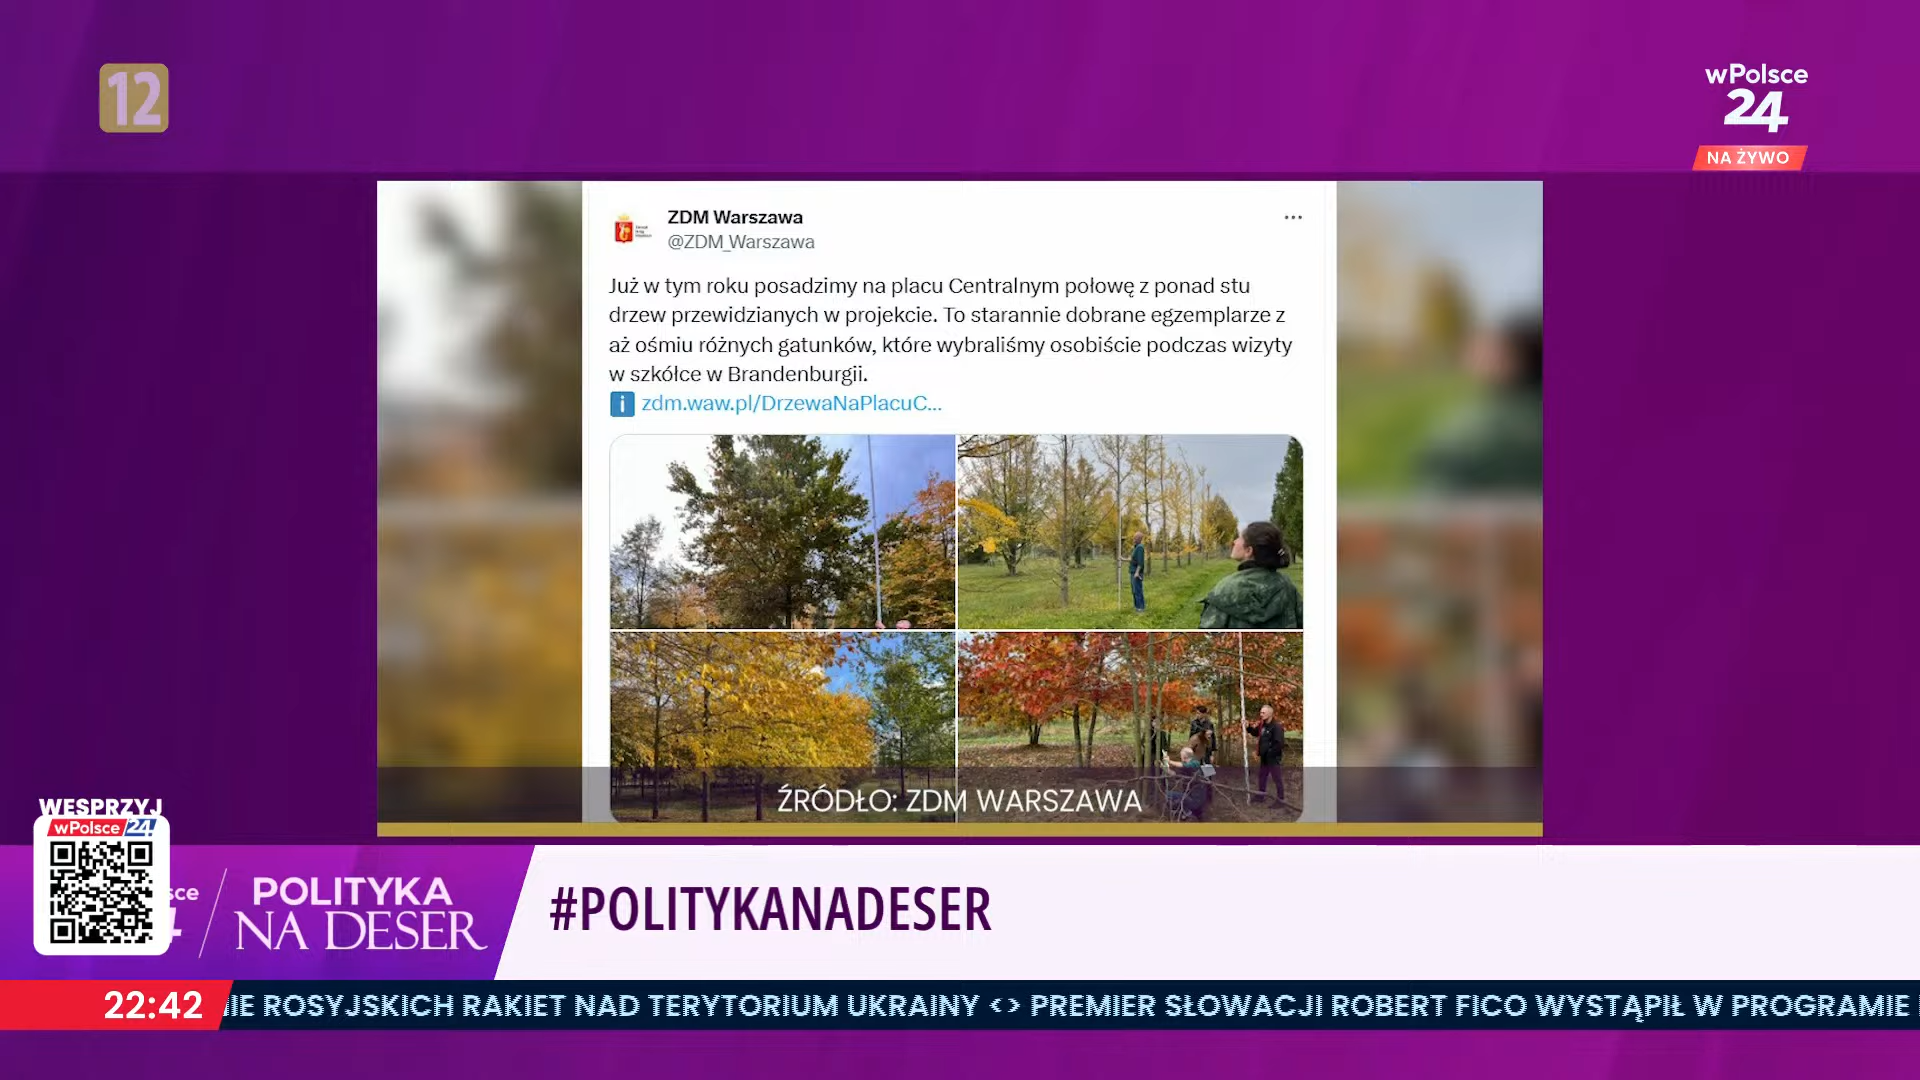 12
wPolsce
24
NA ŻYWO
ZDM Warszawa
@ZDM_Warszawa
Już w tym roku posadzimy na placu Centralnym połowę z ponad stu
drzew przewidzianych w projekcie. To starannie dobrane egzemplarze z
aż ośmiu różnych gatunków, które wybraliśmy osobiście podczas wizyty
w szkółce w Brandenburgii.
zdm.waw.pl/DrzewaNaPlacuC...
ŹRÓDŁO: ZDM WARSZAWA
WESPRZYJ
wPolsce 24
POLITYKA
NA DESER
#POLITYKANADESER
22:42
IE ROSYJSKICH RAKIET NAD TERYTORIUM UKRAINY <> PREMIER SŁOWACJI ROBERT FICO WYSTĄPIŁ W PROGRAMIE